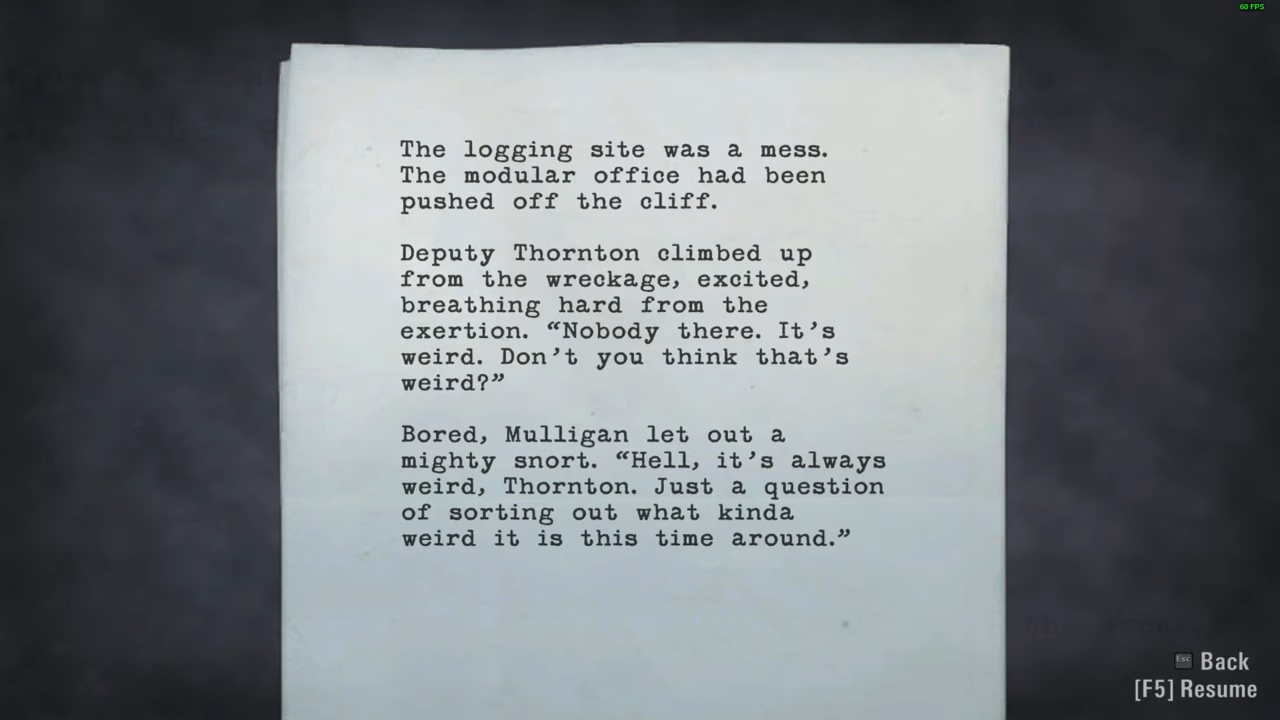 60 FPS
The logging site was a mess.
The modular office had been
pushed off the cliff.
Deputy Thornton climbed up
from the wreckage, excited,
breathing hard from the
exertion. “Nobody there. It’s
weird. Don’t you think that’s
weird?”
Bored, Mulligan let out a
mighty snort. “Hell, it’s always
weird, Thornton. Just a question
of sorting out what kinda
weird it is this time around.”
Esc Back
[F5] Resume